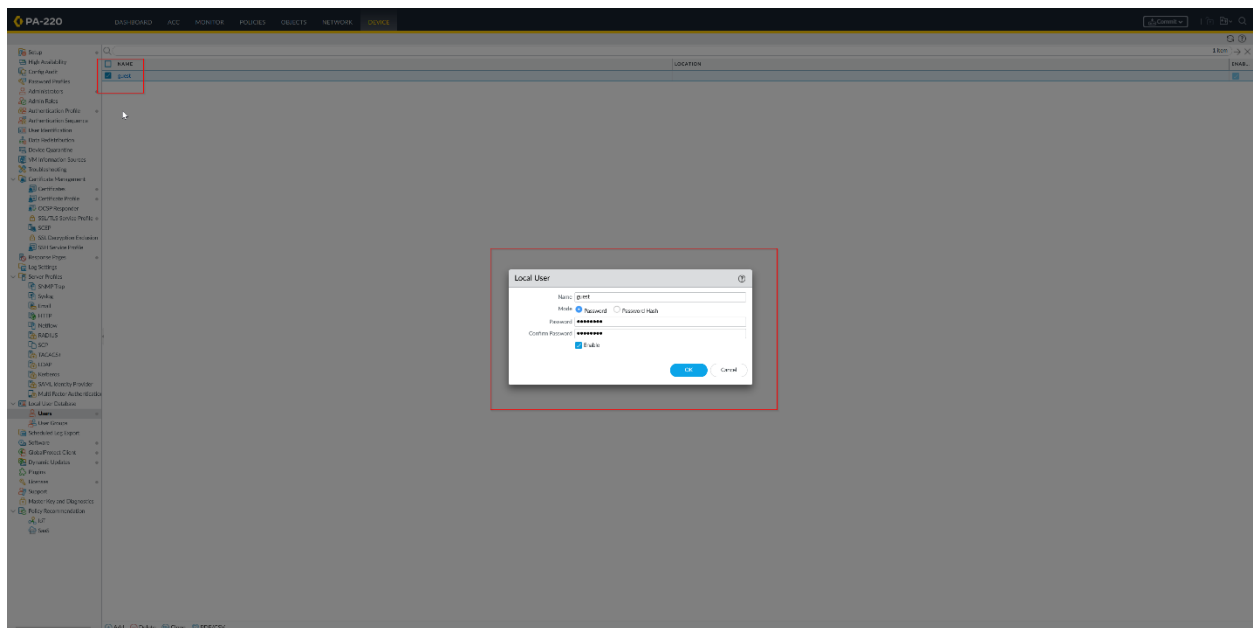 PA-220
DASHBOARD ACC MONITOR POLICIES OBJECTS NETWORK DEVICE
Commit
Setup
High Availability
Config Audit
Password Profiles
Administrators
Admin Roles
Authentication Profile
Authentication Sequence
User Identification
Data Redistribution
Device Quarantine
VM Information Sources
Troubleshooting
Certificate Management
Certificates
Certificate Profile
OCSP Responder
SSL/TLS Service Profile
SCEP
SSL Decryption Exclusion
SSH Service Profile
Response Pages
Log Settings
Server Profiles
SNMP Trap
Syslog
Email
HTTP
Netflow
RADIUS
SCP
TACACS+
LDAP
Kerberos
SAML Identity Provider
Multi Factor Authentication
Local User Database
Users
User Groups
Scheduled Log Export
Software
GlobalProtect Client
Dynamic Updates
Plugins
Licenses
Support
Master Key and Diagnostics
Policy Recommendation
IoT
SaaS
1 item
NAME LOCATION ENABL...
guest
Local User
Name guest
Mode Password Password Hash
Password ••••••••
Confirm Password ••••••••
Enable
OK Cancel
Add Delete Clone PDF/CSV